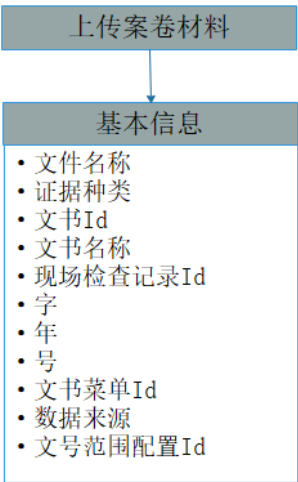 上传案卷材料
基本信息
• 文件名称
• 证据种类
• 文书Id
• 文书名称
• 现场检查记录Id
• 字
• 年
• 号
• 文书菜单Id
• 数据来源
• 文号范围配置Id